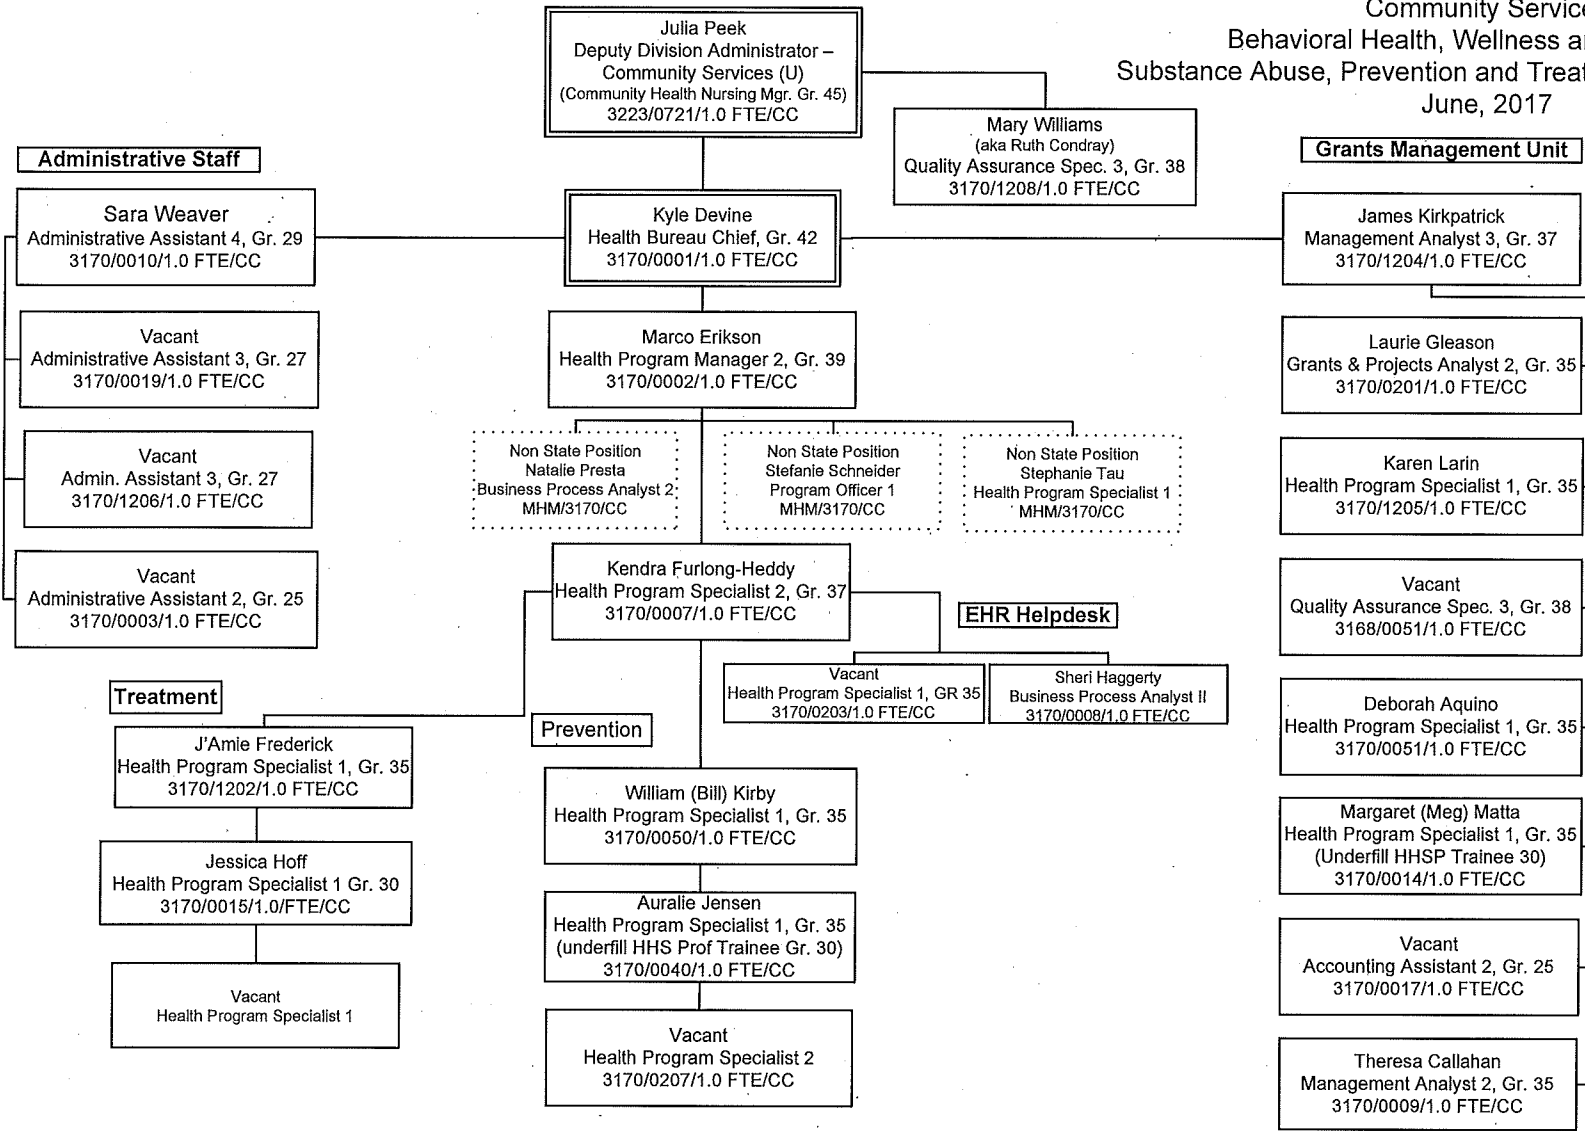 Community Service
Behavioral Health, Wellness a
Substance Abuse, Prevention and Treat
June, 2017
Julia Peek
Deputy Division Administrator –
Community Services (U)
(Community Health Nursing Mgr. Gr. 45)
3223/0721/1.0 FTE/CC
Mary Williams
(aka Ruth Condray)
Quality Assurance Spec. 3, Gr. 38
3170/1208/1.0 FTE/CC
Kyle Devine
Health Bureau Chief, Gr. 42
3170/0001/1.0 FTE/CC
Administrative Staff
Sara Weaver
Administrative Assistant 4, Gr. 29
3170/0010/1.0 FTE/CC
Vacant
Administrative Assistant 3, Gr. 27
3170/0019/1.0 FTE/CC
Vacant
Admin. Assistant 3, Gr. 27
3170/1206/1.0 FTE/CC
Vacant
Administrative Assistant 2, Gr. 25
3170/0003/1.0 FTE/CC
Marco Erikson
Health Program Manager 2, Gr. 39
3170/0002/1.0 FTE/CC
Non State Position
Natalie Presta
Business Process Analyst 2
MHM/3170/CC
Non State Position
Stefanie Schneider
Program Officer 1
MHM/3170/CC
Non State Position
Stephanie Tau
Health Program Specialist 1
MHM/3170/CC
Kendra Furlong-Heddy
Health Program Specialist 2, Gr. 37
3170/0007/1.0 FTE/CC
EHR Helpdesk
Vacant
Health Program Specialist 1, GR 35
3170/0203/1.0 FTE/CC
Sheri Haggerty
Business Process Analyst II
3170/0008/1.0 FTE/CC
Treatment
J'Amie Frederick
Health Program Specialist 1, Gr. 35
3170/1202/1.0 FTE/CC
Jessica Hoff
Health Program Specialist 1 Gr. 30
3170/0015/1.0/FTE/CC
Vacant
Health Program Specialist 1
Prevention
William (Bill) Kirby
Health Program Specialist 1, Gr. 35
3170/0050/1.0 FTE/CC
Auralie Jensen
Health Program Specialist 1, Gr. 35
(underfill HHS Prof Trainee Gr. 30)
3170/0040/1.0 FTE/CC
Vacant
Health Program Specialist 2
3170/0207/1.0 FTE/CC
Grants Management Unit
James Kirkpatrick
Management Analyst 3, Gr. 37
3170/1204/1.0 FTE/CC
Laurie Gleason
Grants & Projects Analyst 2, Gr. 35
3170/0201/1.0 FTE/CC
Karen Larin
Health Program Specialist 1, Gr. 35
3170/1205/1.0 FTE/CC
Vacant
Quality Assurance Spec. 3, Gr. 38
3168/0051/1.0 FTE/CC
Deborah Aquino
Health Program Specialist 1, Gr. 35
3170/0051/1.0 FTE/CC
Margaret (Meg) Matta
Health Program Specialist 1, Gr. 35
(Underfill HHSP Trainee 30)
3170/0014/1.0 FTE/CC
Vacant
Accounting Assistant 2, Gr. 25
3170/0017/1.0 FTE/CC
Theresa Callahan
Management Analyst 2, Gr. 35
3170/0009/1.0 FTE/CC